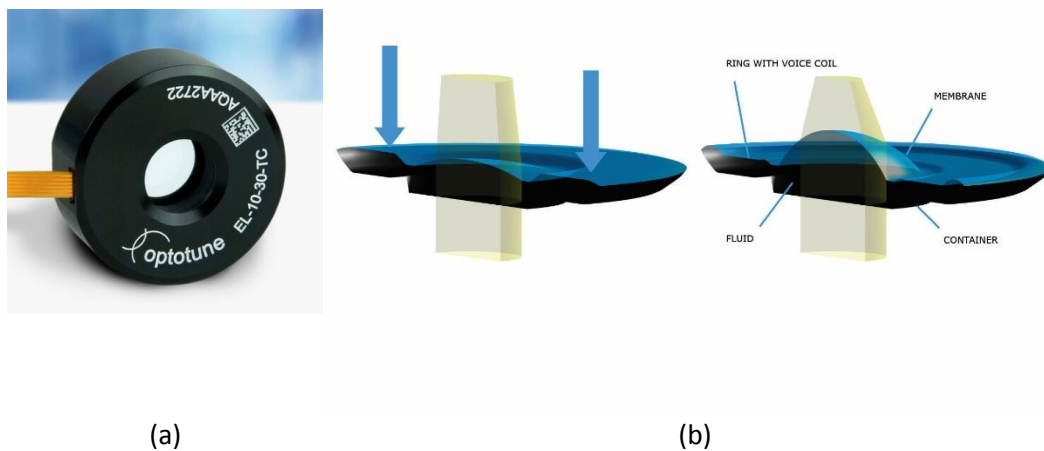 AQAA2722
EL-10-30-TC
optotune
RING WITH VOICE COIL
MEMBRANE
FLUID
CONTAINER
(a)
(b)